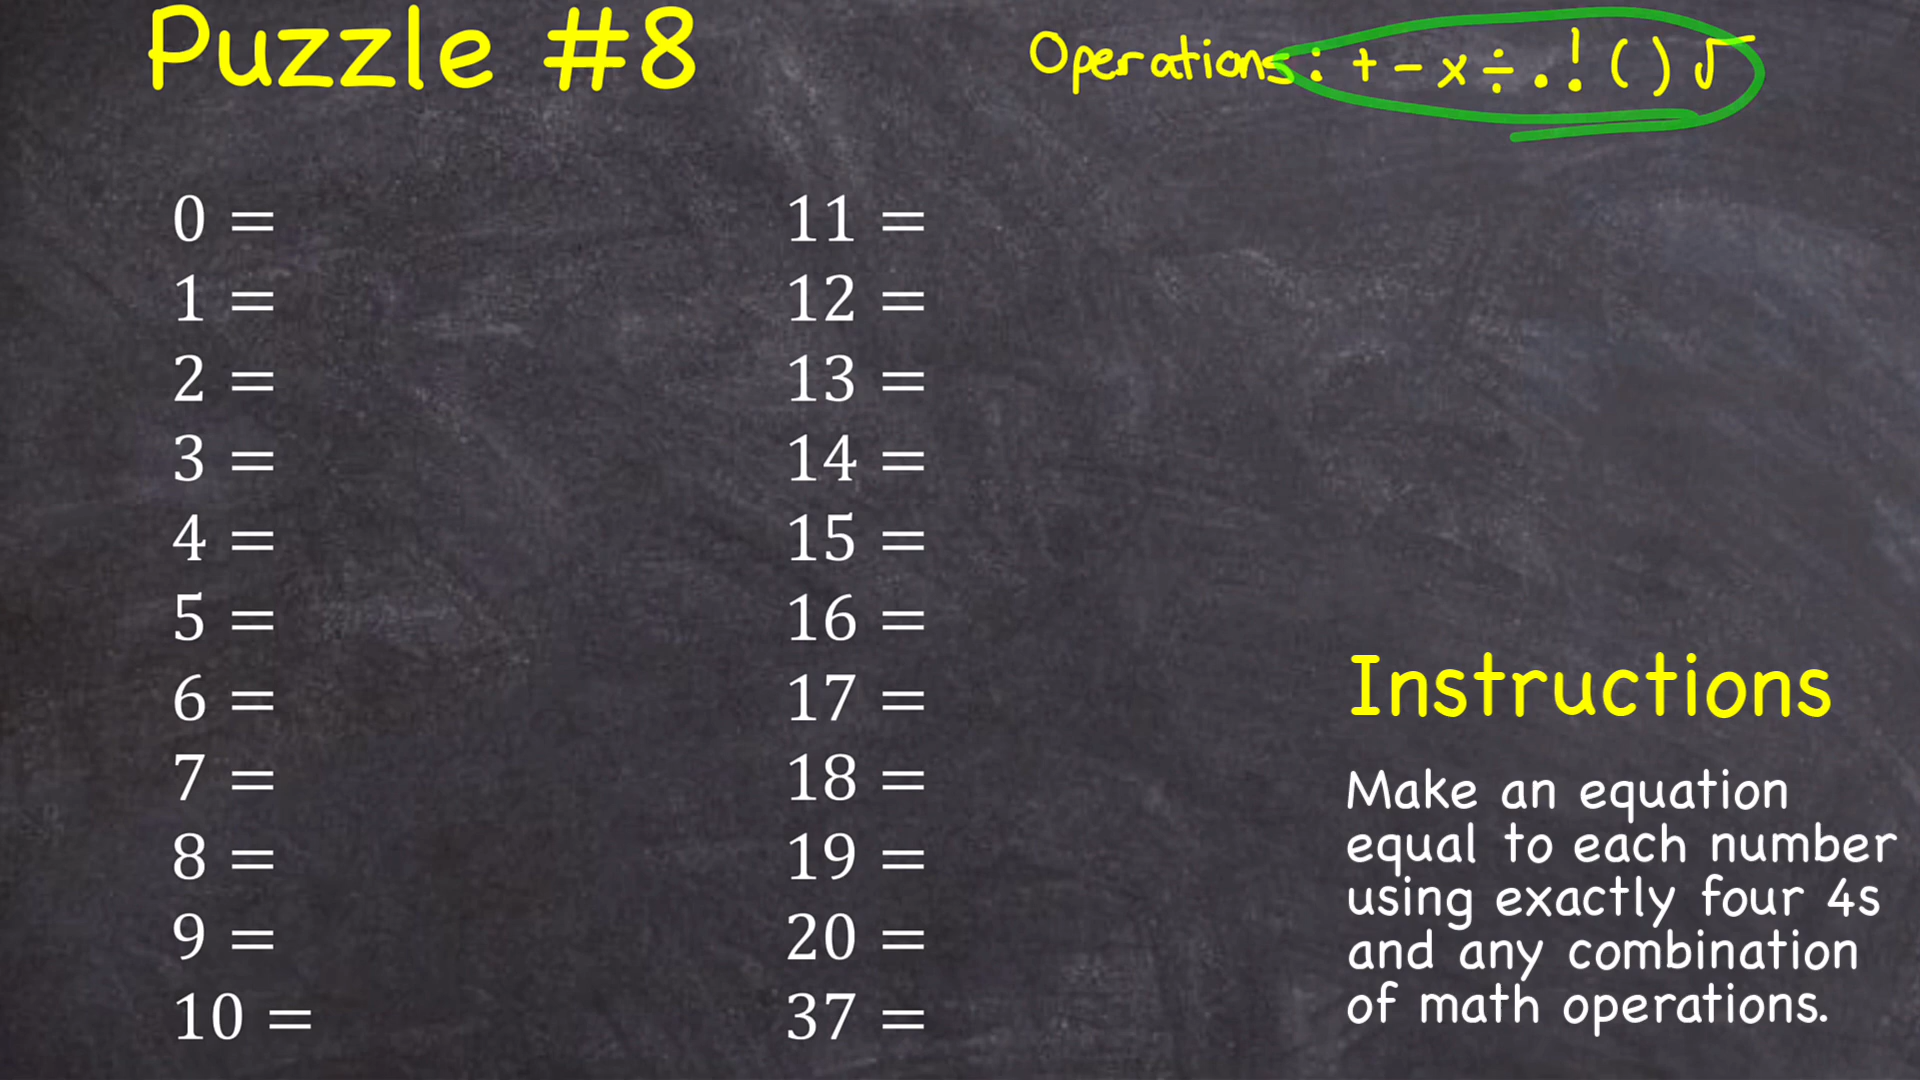 Puzzle #8
Operations: + - x ÷ . ! ( ) √
0 =
1 =
2 =
3 =
4 =
5 =
6 =
7 =
8 =
9 =
10 =
11 =
12 =
13 =
14 =
15 =
16 =
17 =
18 =
19 =
20 =
37 =
Instructions
Make an equation
equal to each number
using exactly four 4s
and any combination
of math operations.